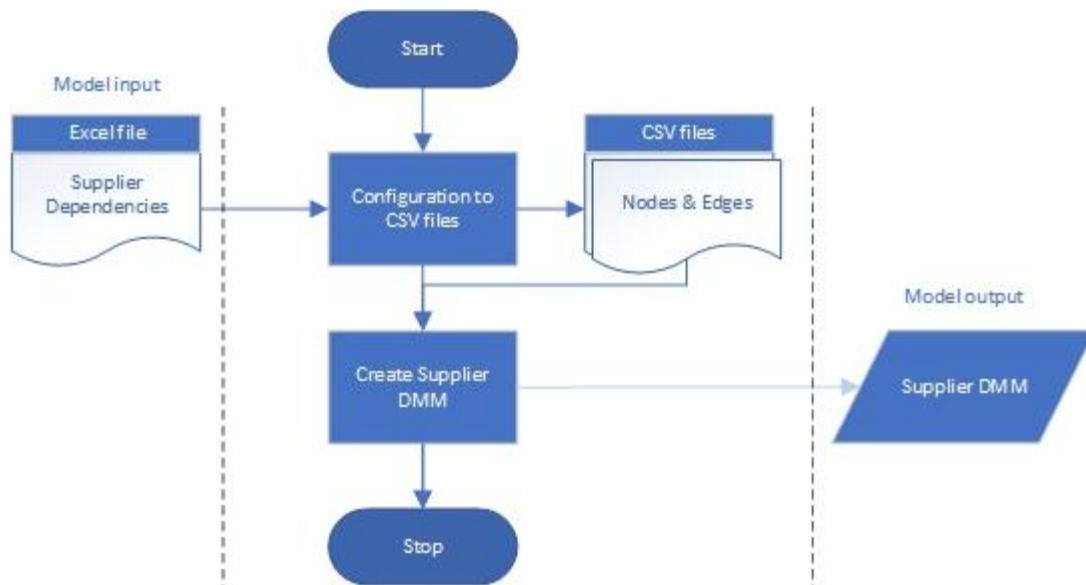 Start
Model input
Excel file
Supplier
Dependencies
Configuration to
CSV files
CSV files
Nodes & Edges
Model output
Create Supplier
DMM
Supplier DMM
Stop